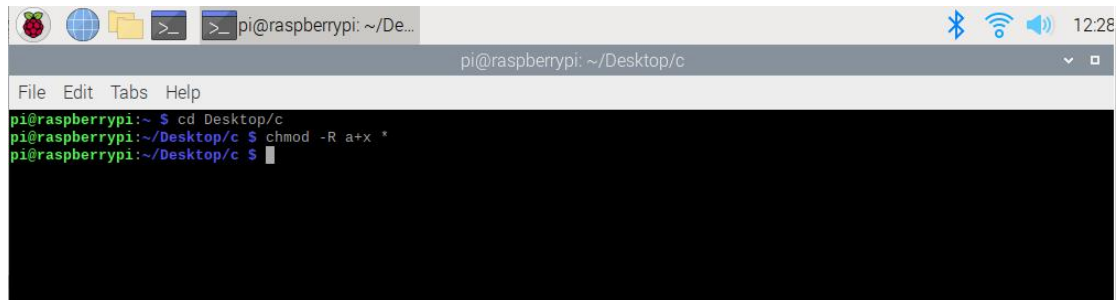 pi@raspberrypi: ~/De...
12:28
pi@raspberrypi: ~/Desktop/c
File Edit Tabs Help
pi@raspberrypi:~ $ cd Desktop/c
pi@raspberrypi:~/Desktop/c $ chmod -R a+x *
pi@raspberrypi:~/Desktop/c $